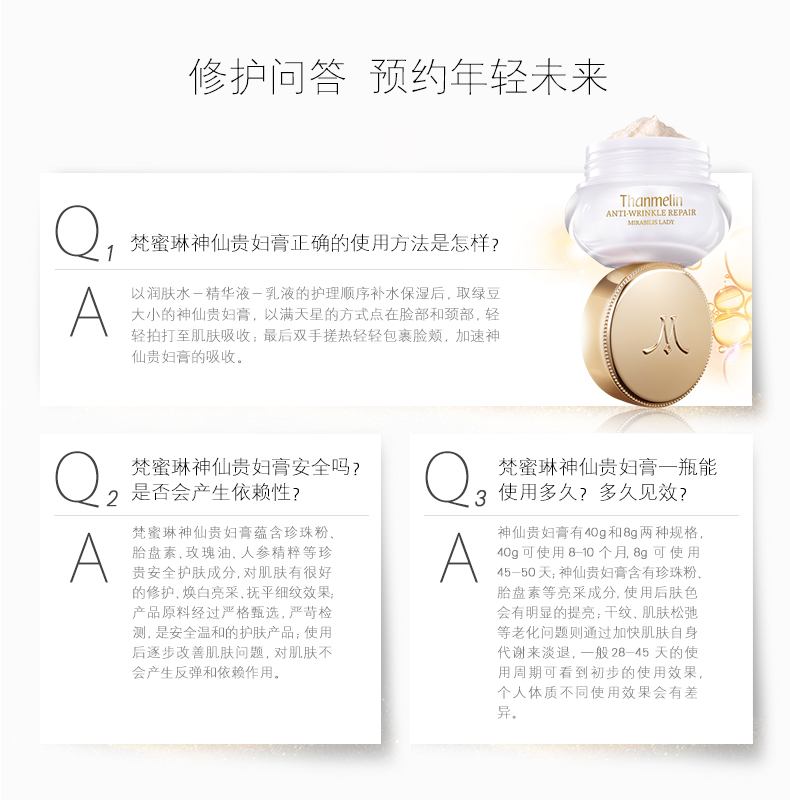 修护问答 预约年轻未来
Thanmelin
ANTI-WRINKLE REPAIR
MIRABILIS LADY
Q1 梵蜜琳神仙贵妇膏正确的使用方法是怎样?
A
以润肤水－精华液－乳液的护理顺序补水保湿后，取绿豆
大小的神仙贵妇膏，以满天星的方式点在脸部和颈部，轻
轻拍打至肌肤吸收；最后双手搓热轻轻包裹脸颊，加速神
仙贵妇膏的吸收。
Q2
梵蜜琳神仙贵妇膏安全吗?
是否会产生依赖性?
A
梵蜜琳神仙贵妇膏蕴含珍珠粉、
胎盘素、玫瑰油、人参精粹等珍
贵安全护肤成分，对肌肤有很好
的修护、焕白亮采、抚平细纹效果；
产品原料经过严格甄选，严苛检
测，是安全温和的护肤产品；使用
后逐步改善肌肤问题，对肌肤不
会产生反弹和依赖作用。
Q3
梵蜜琳神仙贵妇膏一瓶能
使用多久? 多久见效?
A
神仙贵妇膏有40g和8g两种规格，
40g可使用8-10个月，8g可使用
45-50天；神仙贵妇膏含有珍珠粉、
胎盘素等亮采成分，使用后肤色
会有明显的提亮；干纹、肌肤松弛
等老化问题则通过加快肌肤自身
代谢来淡退，一般28-45天的使
用周期可看到初步的使用效果，
个人体质不同使用效果会有差
异。